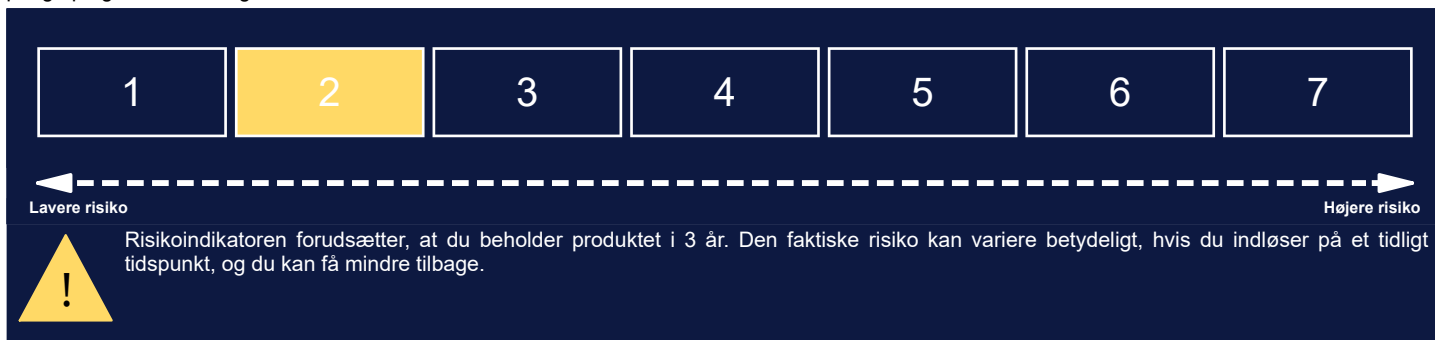 1 2 3 4 5 6 7
Lavere risiko Højere risiko
Risikoindikatoren forudsætter, at du beholder produktet i 3 år. Den faktiske risiko kan variere betydeligt, hvis du indløser på et tidligt
tidspunkt, og du kan få mindre tilbage.
!